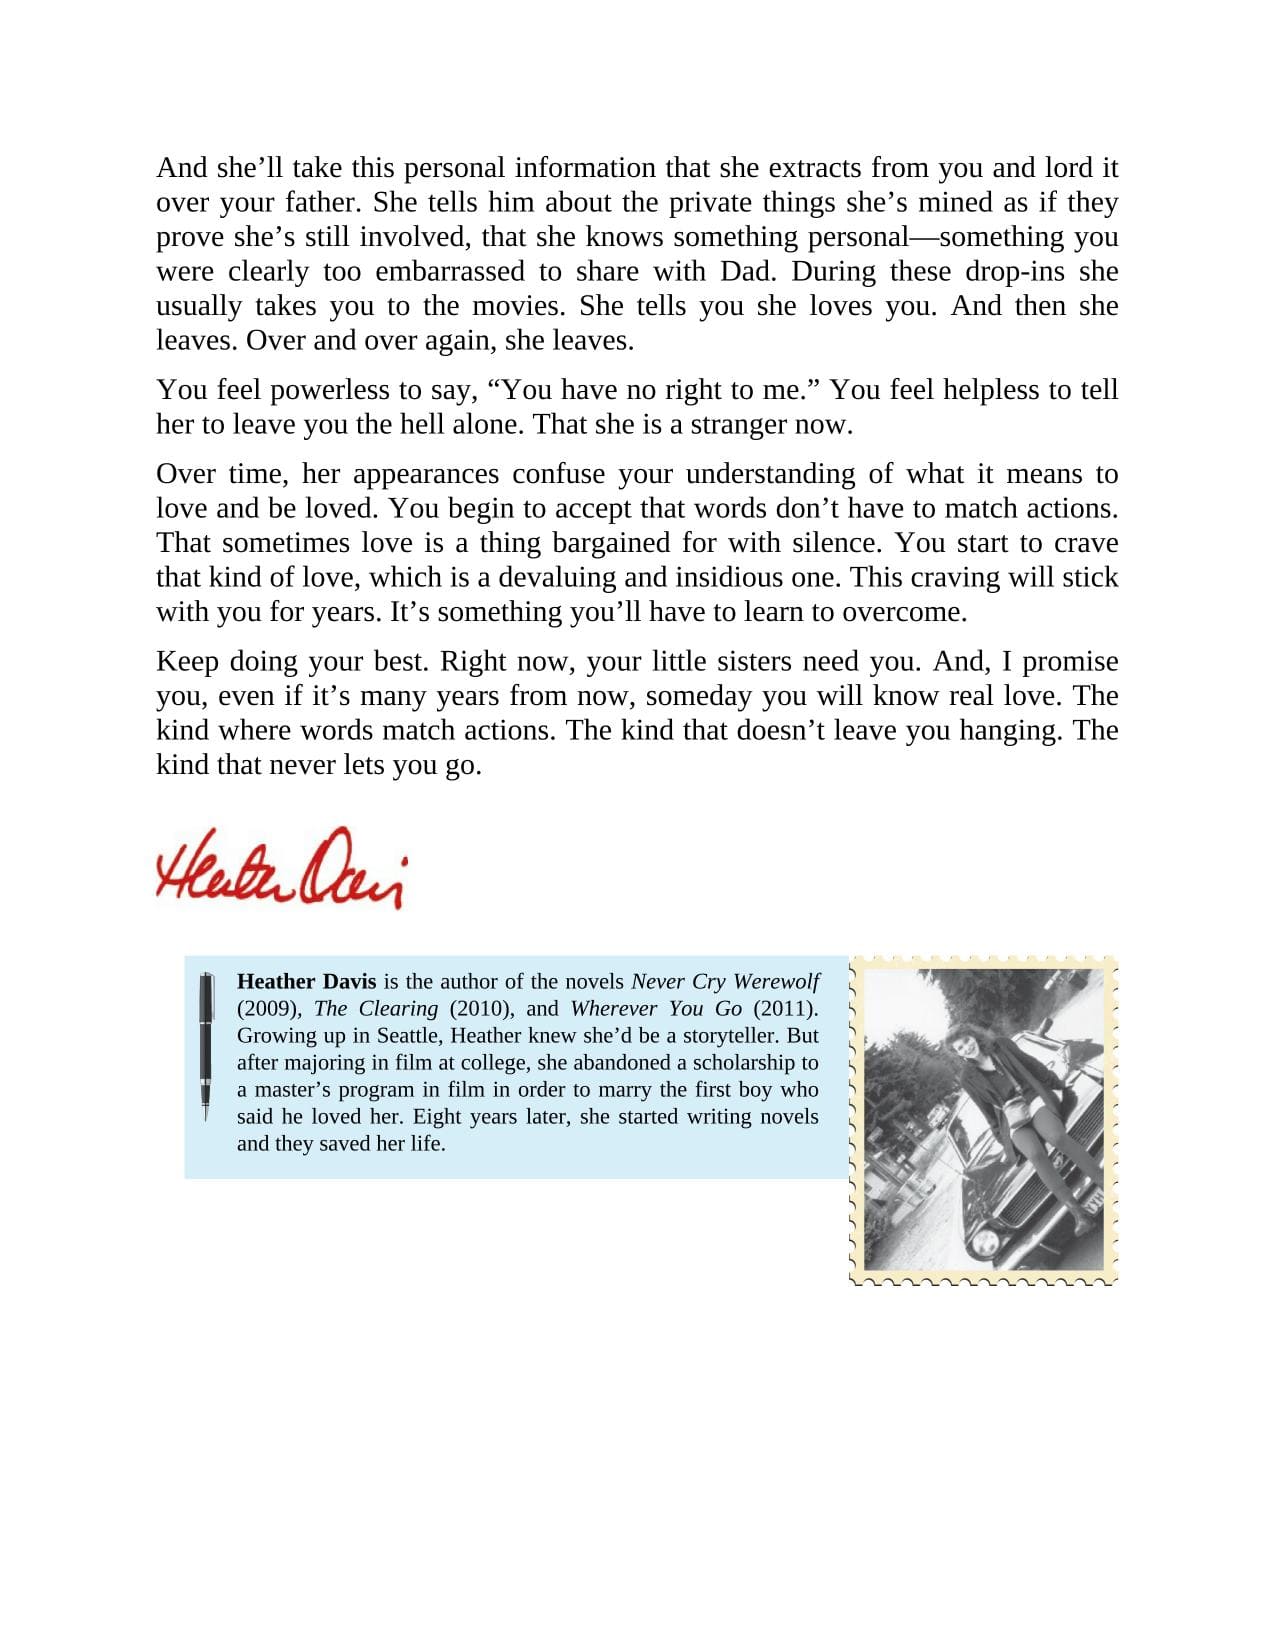 And she’ll take this personal information that she extracts from you and lord it
over your father. She tells him about the private things she’s mined as if they
prove she’s still involved, that she knows something personal—something you
were clearly too embarrassed to share with Dad. During these drop-ins she
usually takes you to the movies. She tells you she loves you. And then she
leaves. Over and over again, she leaves.
You feel powerless to say, “You have no right to me.” You feel helpless to tell
her to leave you the hell alone. That she is a stranger now.
Over time, her appearances confuse your understanding of what it means to
love and be loved. You begin to accept that words don’t have to match actions.
That sometimes love is a thing bargained for with silence. You start to crave
that kind of love, which is a devaluing and insidious one. This craving will stick
with you for years. It’s something you’ll have to learn to overcome.
Keep doing your best. Right now, your little sisters need you. And, I promise
you, even if it’s many years from now, someday you will know real love. The
kind where words match actions. The kind that doesn’t leave you hanging. The
kind that never lets you go.
Heather Davis
Heather Davis is the author of the novels Never Cry Werewolf
(2009), The Clearing (2010), and Wherever You Go (2011).
Growing up in Seattle, Heather knew she’d be a storyteller. But
after majoring in film at college, she abandoned a scholarship to
a master’s program in film in order to marry the first boy who
said he loved her. Eight years later, she started writing novels
and they saved her life.